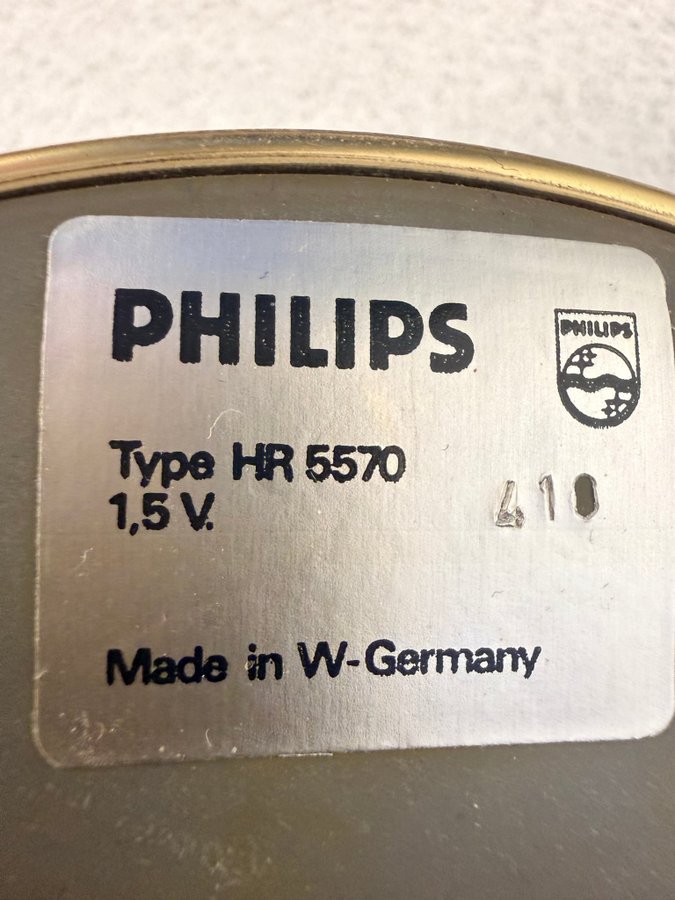 PHILIPS
PHILIPS
Type HR 5570
1,5 V.
410
Made in W-Germany